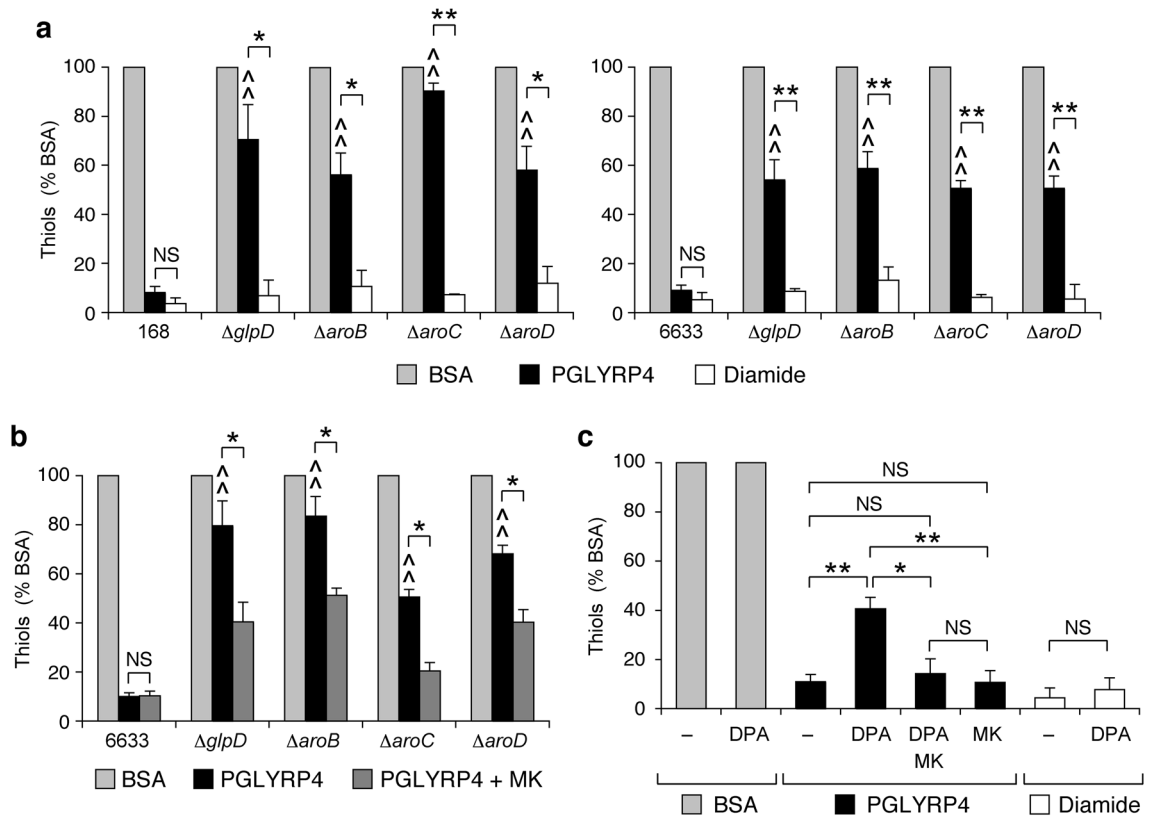 a
Thiols (% BSA)
100
80
60
40
20
0
NS
*
*
**
*
^
^
^
^
^
^
^
^
168
ΔglpD
ΔaroB
ΔaroC
ΔaroD
100
80
60
40
20
0
NS
**
**
**
**
^
^
^
^
^
^
^
^
6633
ΔglpD
ΔaroB
ΔaroC
ΔaroD
BSA PGLYRP4 Diamide
b
Thiols (% BSA)
100
80
60
40
20
0
NS
*
*
*
*
^
^
^
^
^
^
^
^
6633
ΔglpD
ΔaroB
ΔaroC
ΔaroD
BSA PGLYRP4 PGLYRP4 + MK
c
Thiols (% BSA)
100
80
60
40
20
0
NS
NS
**
** *
NS
NS
– DPA – DPA DPA MK – DPA
MK
BSA PGLYRP4 Diamide